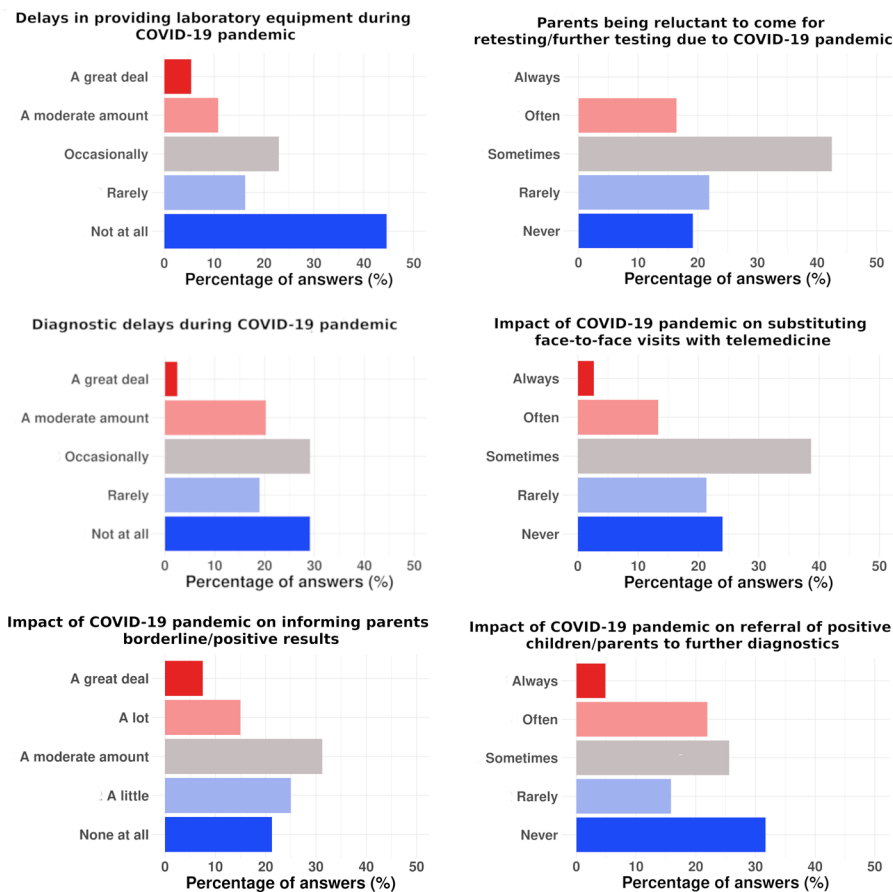 Delays in providing laboratory equipment during
COVID-19 pandemic
A great deal
A moderate amount
Occasionally
Rarely
Not at all
0 10 20 30 40 50
Percentage of answers (%)
Parents being reluctant to come for
retesting/further testing due to COVID-19 pandemic
Always
Often
Sometimes
Rarely
Never
0 10 20 30 40 50
Percentage of answers (%)
Diagnostic delays during COVID-19 pandemic
A great deal
A moderate amount
Occasionally
Rarely
Not at all
0 10 20 30 40 50
Percentage of answers (%)
Impact of COVID-19 pandemic on substituting
face-to-face visits with telemedicine
Always
Often
Sometimes
Rarely
Never
0 10 20 30 40 50
Percentage of answers (%)
Impact of COVID-19 pandemic on informing parents
borderline/positive results
A great deal
A lot
A moderate amount
A little
None at all
0 10 20 30 40 50
Percentage of answers (%)
Impact of COVID-19 pandemic on referral of positive
children/parents to further diagnostics
Always
Often
Sometimes
Rarely
Never
0 10 20 30 40 50
Percentage of answers (%)